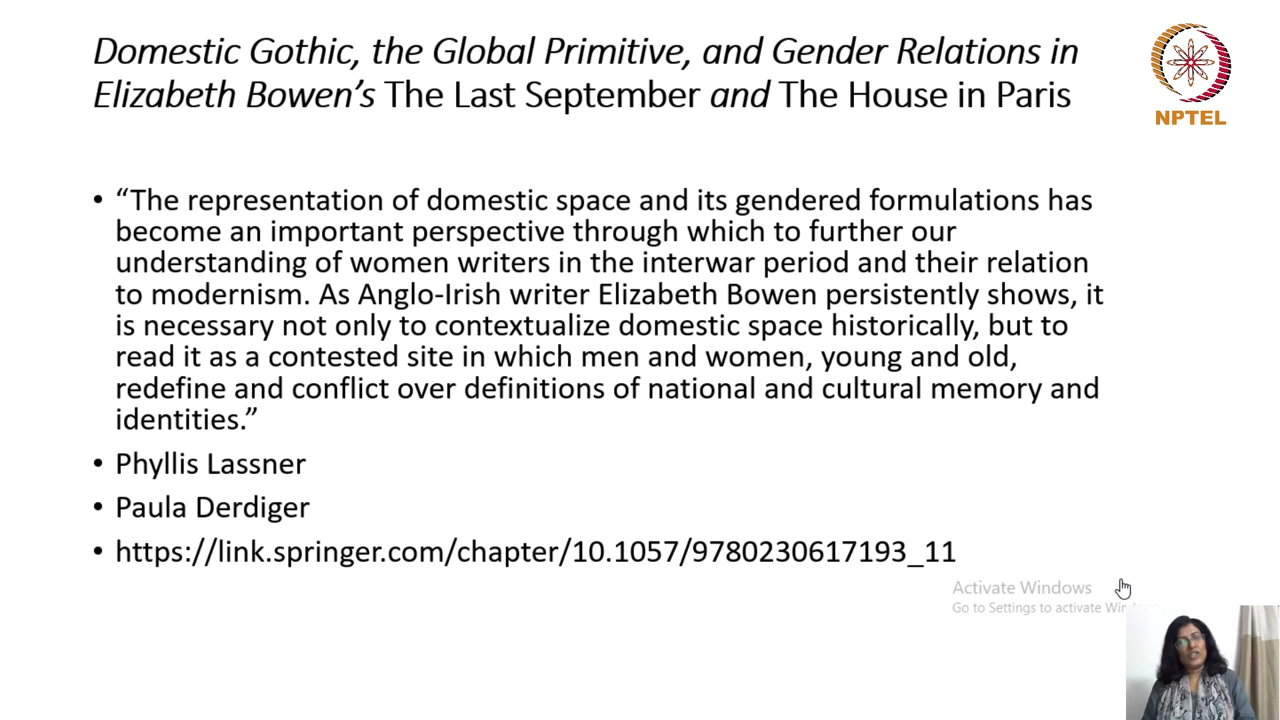 Domestic Gothic, the Global Primitive, and Gender Relations in
Elizabeth Bowen’s The Last September and The House in Paris
NPTEL
• “The representation of domestic space and its gendered formulations has
become an important perspective through which to further our
understanding of women writers in the interwar period and their relation
to modernism. As Anglo-Irish writer Elizabeth Bowen persistently shows, it
is necessary not only to contextualize domestic space historically, but to
read it as a contested site in which men and women, young and old,
redefine and conflict over definitions of national and cultural memory and
identities.”
• Phyllis Lassner
• Paula Derdiger
• https://link.springer.com/chapter/10.1057/9780230617193_11
Activate Windows
Go to Settings to activate